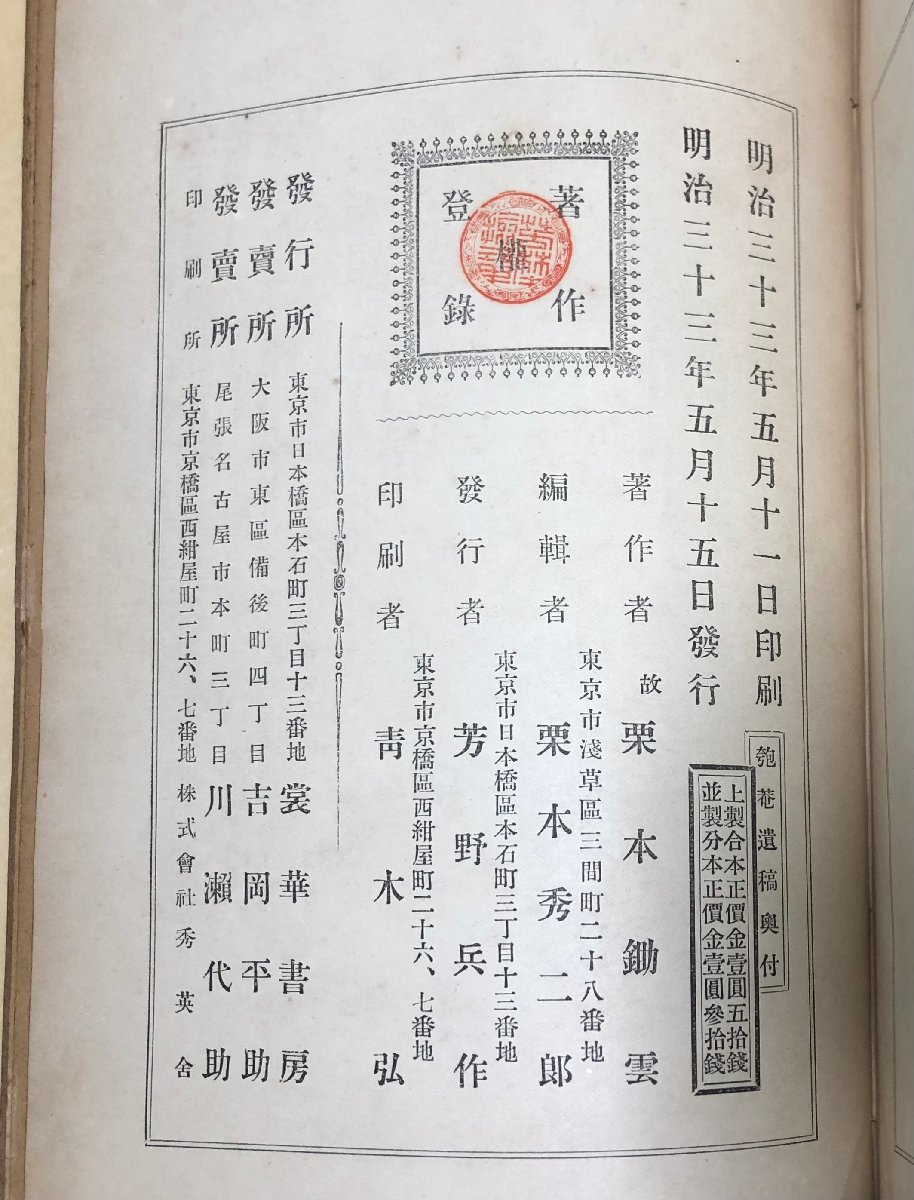 明治三十三年五月十一日印刷
明治三十三年五月十五日發行
匏菴遺稿奧付
上製合本正價金壹圓五拾錢
並製分本正價金壹圓參拾錢
著作權登錄
著作者 故 栗本鋤雲
東京市淺草區三間町二十八番地
編輯者 栗本秀二郎
東京市日本橋區本石町三丁目十三番地
發行者 芳野兵作
東京市京橋區西紺屋町二十六、七番地
印刷者 靑木弘
發行所 東京市日本橋區本石町三丁目十三番地 裳華書房
發賣所 大阪市東區備後町四丁目 吉岡平助
發賣所 尾張名古屋市本町三丁目 川瀨代助
印刷所 東京市京橋區西紺屋町二十六、七番地 株式會社秀英舍